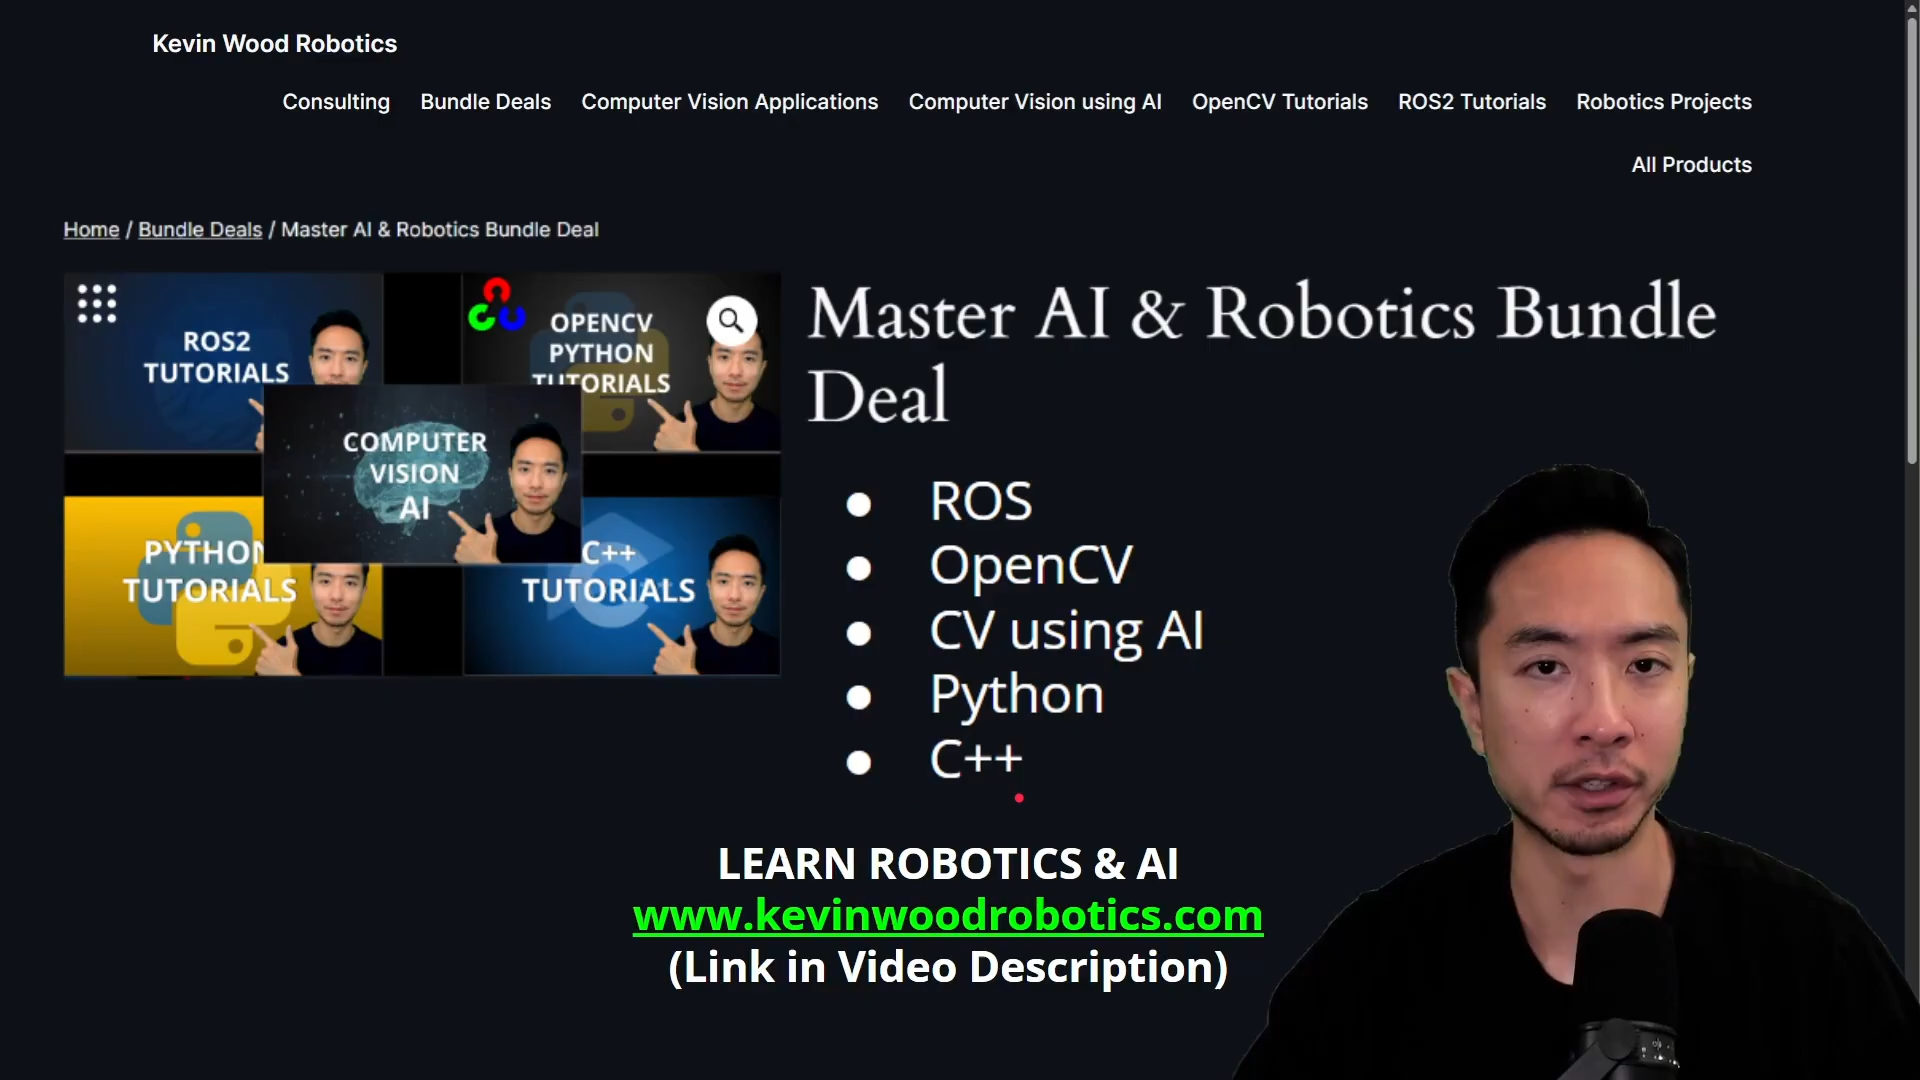 Kevin Wood Robotics
Consulting Bundle Deals Computer Vision Applications Computer Vision using AI OpenCV Tutorials ROS2 Tutorials Robotics Projects
All Products
Home / Bundle Deals / Master AI & Robotics Bundle Deal
ROS2
TUTORIALS
OPENCV
PYTHON
TUTORIALS
COMPUTER
VISION
AI
PYTHON
TUTORIALS
C++
TUTORIALS
Master AI & Robotics Bundle
Deal
● ROS
● OpenCV
● CV using AI
● Python
● C++
LEARN ROBOTICS & AI
www.kevinwoodrobotics.com
(Link in Video Description)